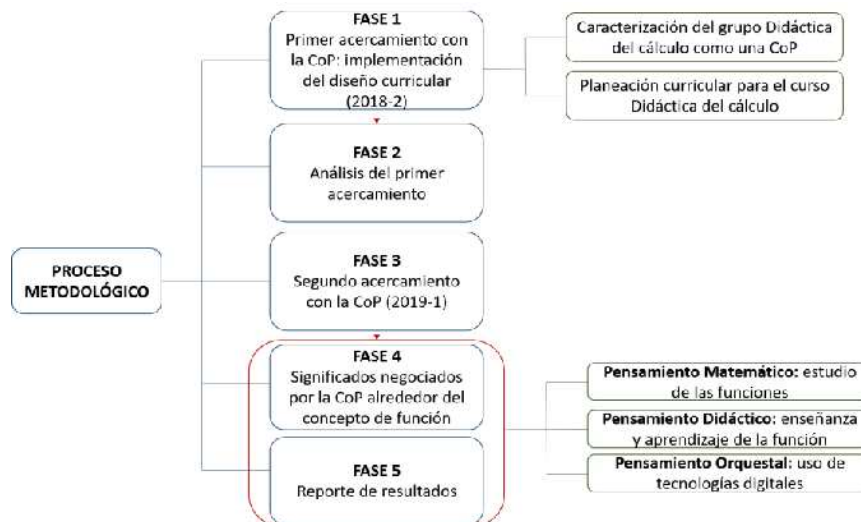 FASE 1
Primer acercamiento con
la CoP: implementación
del diseño curricular
(2018-2)
Caracterización del grupo Didáctica
del cálculo como una CoP
Planeación curricular para el curso
Didáctica del cálculo
FASE 2
Análisis del primer
acercamiento
PROCESO
METODOLÓGICO
FASE 3
Segundo acercamiento
con la CoP (2019-1)
FASE 4
Significados negociados
por la CoP alrededor del
concepto de función
FASE 5
Reporte de resultados
Pensamiento Matemático: estudio
de las funciones
Pensamiento Didáctico: enseñanza
y aprendizaje de la función
Pensamiento Orquestal: uso de
tecnologías digitales